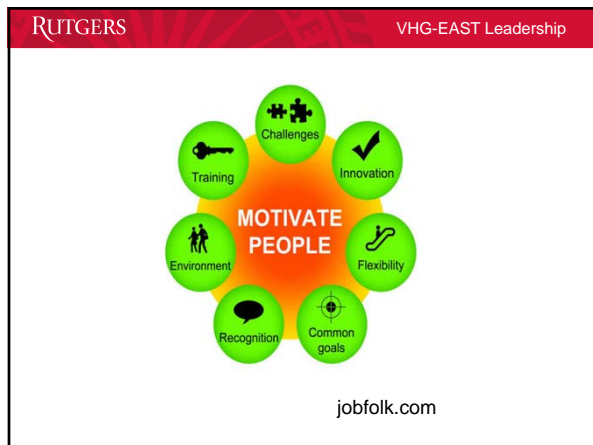 RUTGERS
VHG-EAST Leadership
Challenges
Training
Innovation
MOTIVATE
PEOPLE
Environment
Flexibility
Recognition
Common
goals
jobfolk.com